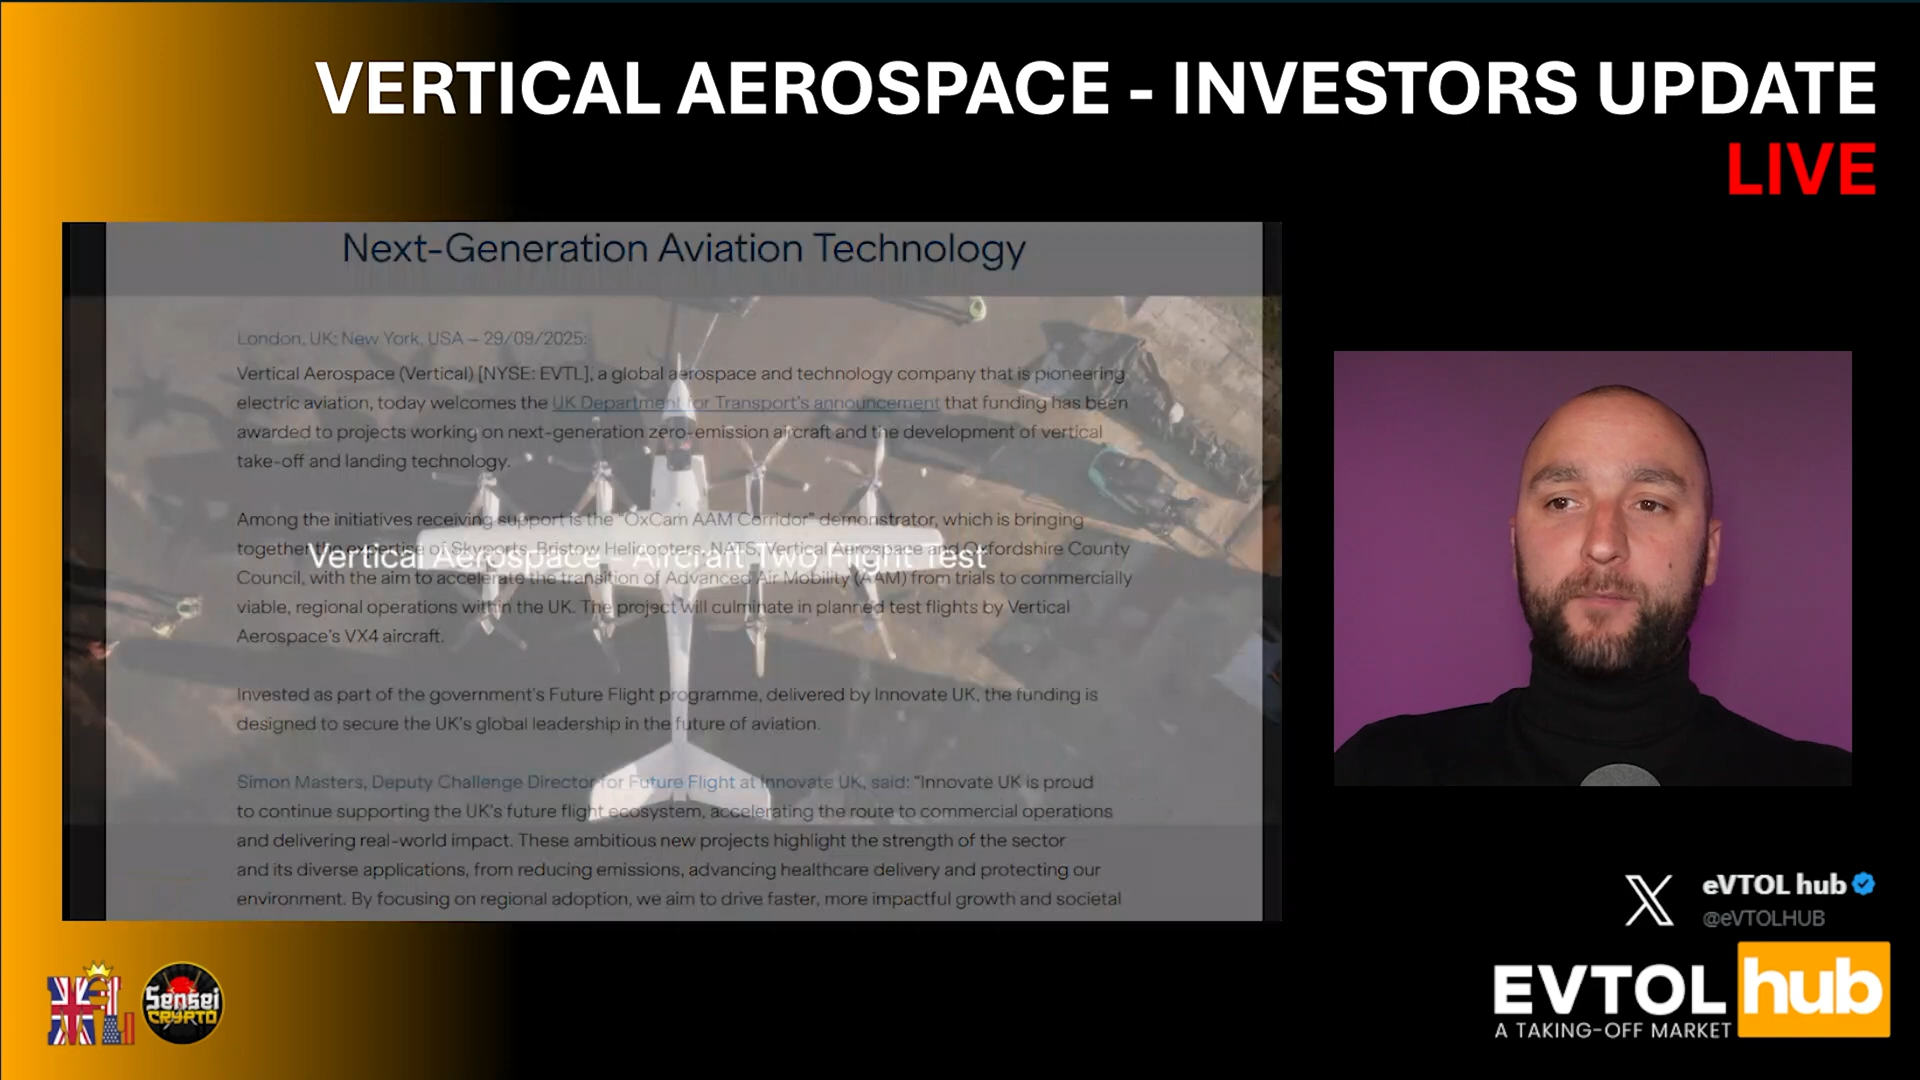 VERTICAL AEROSPACE - INVESTORS UPDATE
LIVE
Next-Generation Aviation Technology
London, UK; New York, USA – 29/09/2025:
Vertical Aerospace (Vertical) [NYSE: EVTL], a global aerospace and technology company that is pioneering
electric aviation, today welcomes the UK Department for Transport's announcement that funding has been
awarded to projects working on next-generation zero-emission aircraft and the development of vertical
take-off and landing technology.
Among the initiatives receiving support is the "OxCam AAM Corridor" demonstrator, which is bringing
together the expertise of Skyports, Bristow Helicopters, NATS, Vertical Aerospace and Oxfordshire County
Vertical Aerospace - Aircraft Two Flight Test
Council, with the aim to accelerate the transition of Advanced Air Mobility (AAM) from trials to commercially
viable, regional operations within the UK. The project will culminate in planned test flights by Vertical
Aerospace's VX4 aircraft.
Invested as part of the government's Future Flight programme, delivered by Innovate UK, the funding is
designed to secure the UK's global leadership in the future of aviation.
Simon Masters, Deputy Challenge Director for Future Flight at Innovate UK, said: "Innovate UK is proud
to continue supporting the UK's future flight ecosystem, accelerating the route to commercial operations
and delivering real-world impact. These ambitious new projects highlight the strength of the sector
and its diverse applications, from reducing emissions, advancing healthcare delivery and protecting our
environment. By focusing on regional adoption, we aim to drive faster, more impactful growth and societal
eVTOL hub
@eVTOLHUB
EVTOL hub
A TAKING-OFF MARKET
Sensei
CRYPTO